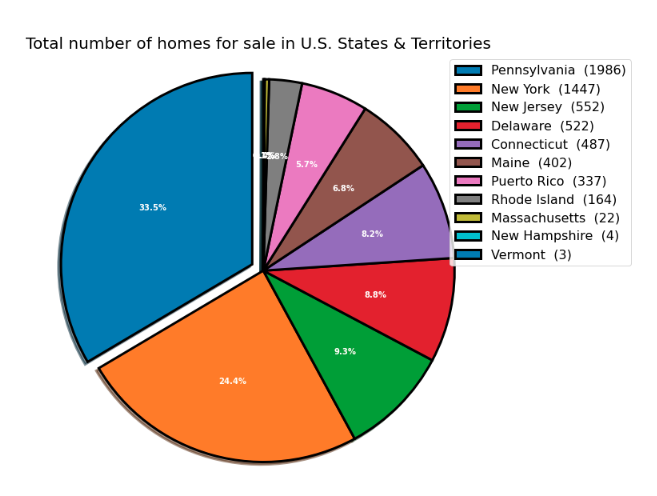 Total number of homes for sale in U.S. States & Territories
Pennsylvania (1986)
New York (1447)
New Jersey (552)
Delaware (522)
Connecticut (487)
Maine (402)
Puerto Rico (337)
Rhode Island (164)
Massachusetts (22)
New Hampshire (4)
Vermont (3)
5.7%
6.8%
33.5%
8.2%
8.8%
9.3%
24.4%